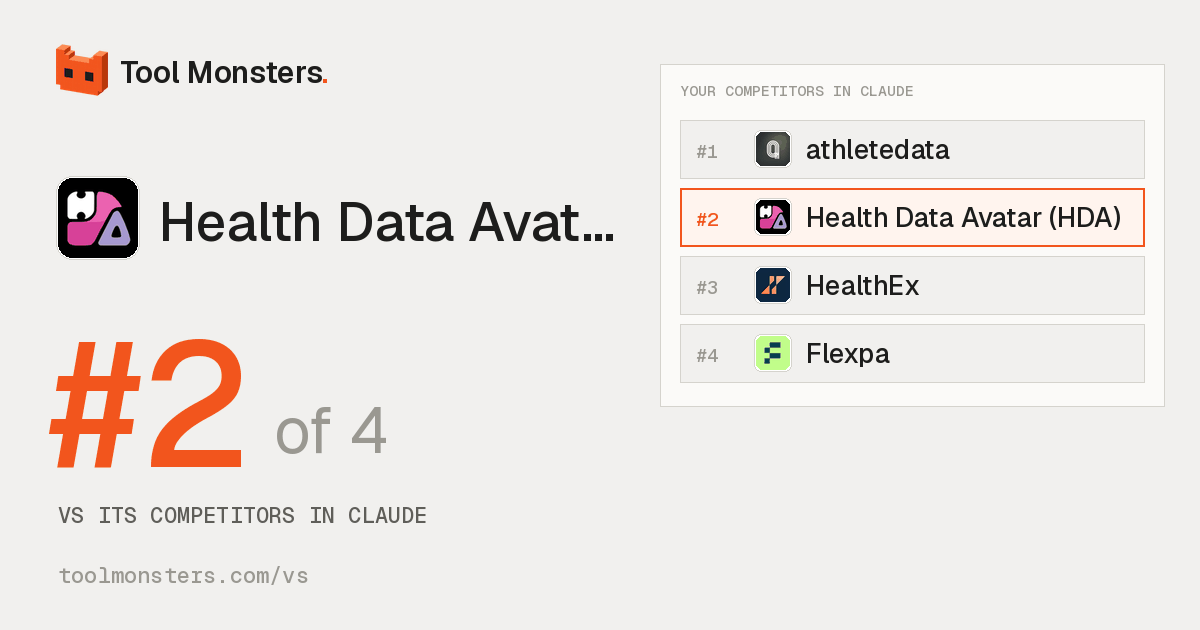 Tool Monsters.
Health Data Avat...
#2 of 4
VS ITS COMPETITORS IN CLAUDE
toolmonsters.com/vs
YOUR COMPETITORS IN CLAUDE
#1 athletedata
#2 Health Data Avatar (HDA)
#3 HealthEx
#4 Flexpa